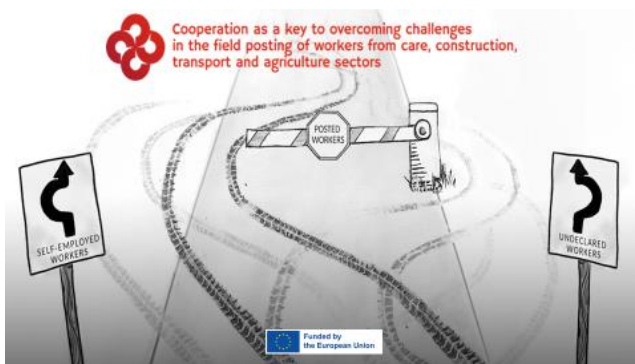 Cooperation as a key to overcoming challenges
in the field posting of workers from care, construction,
transport and agriculture sectors
POSTED
WORKERS
SELF-EMPLOYED
WORKERS
UNDECLARED
WORKERS
Funded by
the European Union